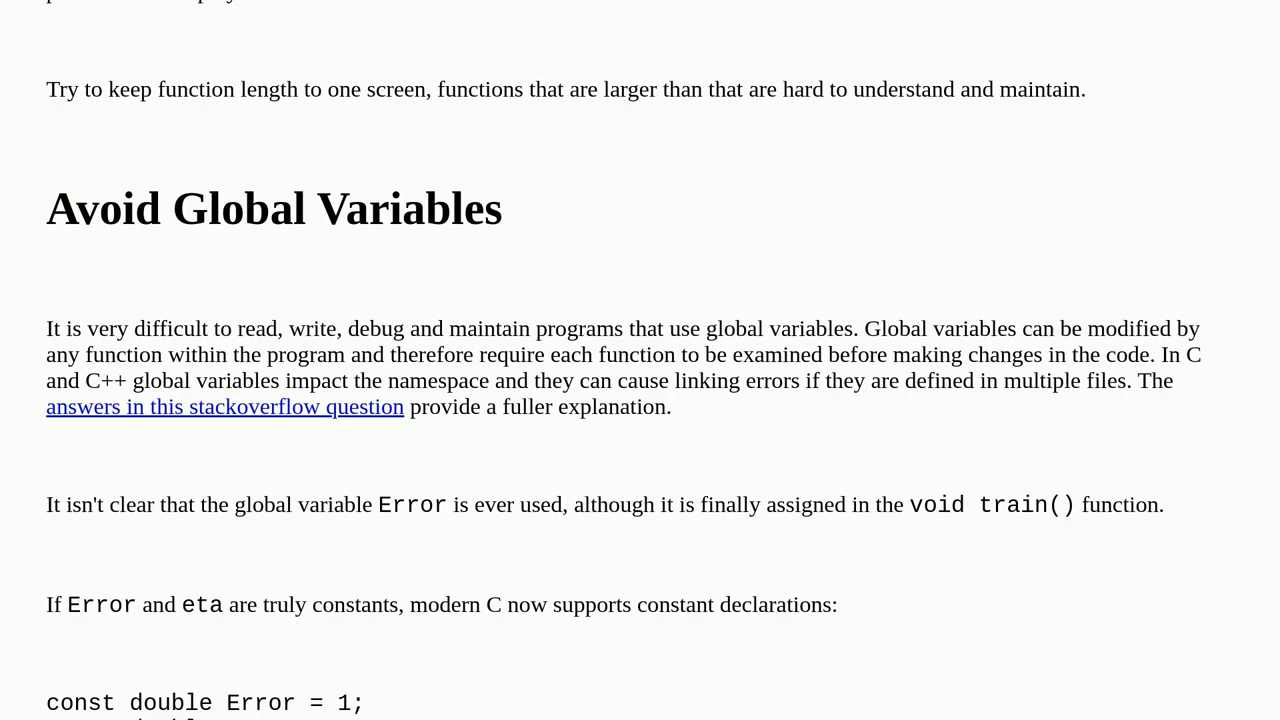 Try to keep function length to one screen, functions that are larger than that are hard to understand and maintain.
Avoid Global Variables
It is very difficult to read, write, debug and maintain programs that use global variables. Global variables can be modified by
any function within the program and therefore require each function to be examined before making changes in the code. In C
and C++ global variables impact the namespace and they can cause linking errors if they are defined in multiple files. The
answers in this stackoverflow question provide a fuller explanation.
It isn't clear that the global variable Error is ever used, although it is finally assigned in the void train() function.
If Error and eta are truly constants, modern C now supports constant declarations:
const double Error = 1;